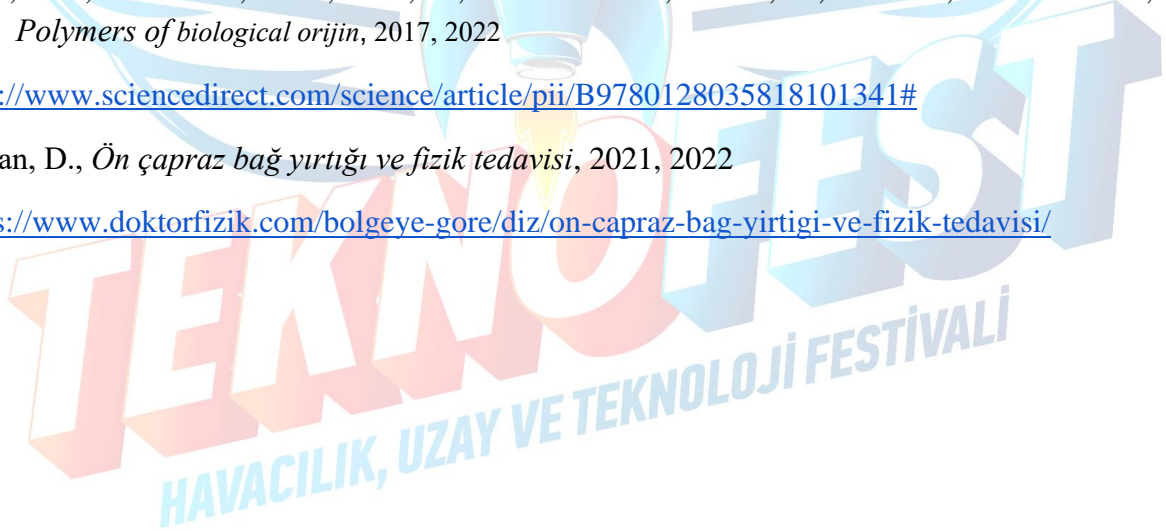 Polymers of biological orijin, 2017, 2022
://www.sciencedirect.com/science/article/pii/B9780128035818101341#
an, D., Ön çapraz bağ yırtığı ve fizik tedavisi, 2021, 2022
s://www.doktorfizik.com/bolgeye-gore/diz/on-capraz-bag-yirtigi-ve-fizik-tedavisi/
TEKNOFEST
HAVACILIK, UZAY VE TEKNOLOJİ FESTİVALİ